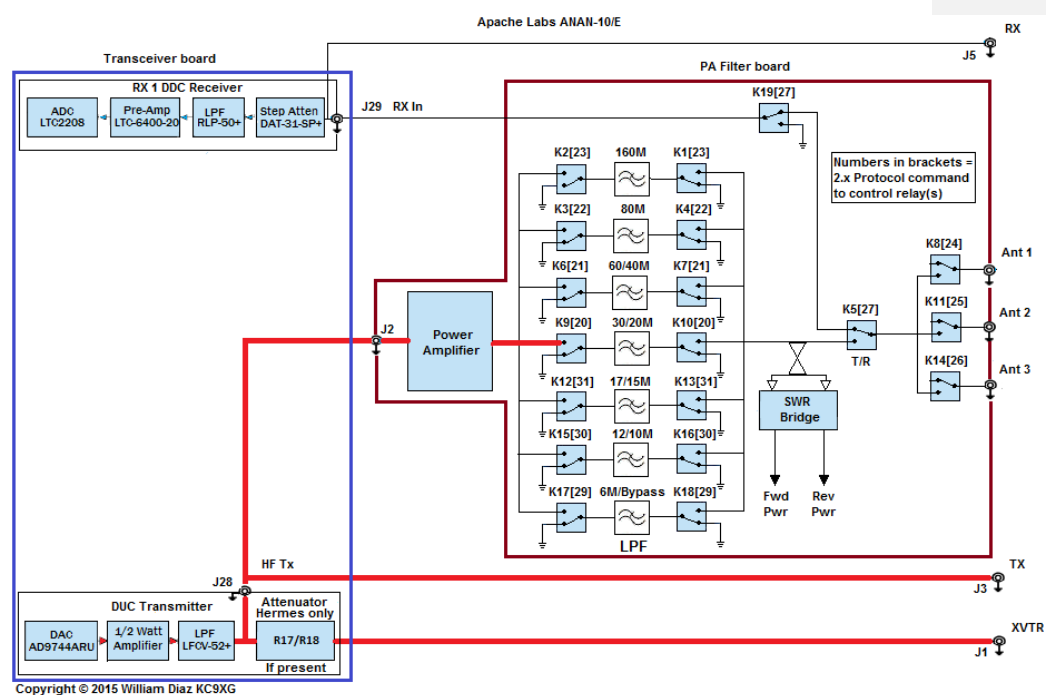 Apache Labs ANAN-10/E
RX
J5
Transceiver board
PA Filter board
RX 1 DDC Receiver
ADC
LTC2208
Pre-Amp
LTC-6400-20
LPF
RLP-50+
Step Atten
DAT-31-SP+
J29 RX In
K19[27]
Numbers in brackets =
2.x Protocol command
to control relay(s)
K2[23]
160M
K1[23]
K3[22]
80M
K4[22]
K6[21]
60/40M
K7[21]
K9[20]
30/20M
K10[20]
K12[31]
17/15M
K13[31]
K15[30]
12/10M
K16[30]
K17[29]
6M/Bypass
K18[29]
LPF
J2
Power
Amplifier
K5[27]
T/R
K8[24]
Ant 1
K11[25]
Ant 2
K14[26]
Ant 3
SWR
Bridge
Fwd
Pwr
Rev
Pwr
HF Tx
TX
J3
J28
DUC Transmitter
Attenuator
Hermes only
DAC
AD9744ARU
1/2 Watt
Amplifier
LPF
LFCV-52+
R17/R18
If present
XVTR
J1
Copyright © 2015 William Diaz KC9XG